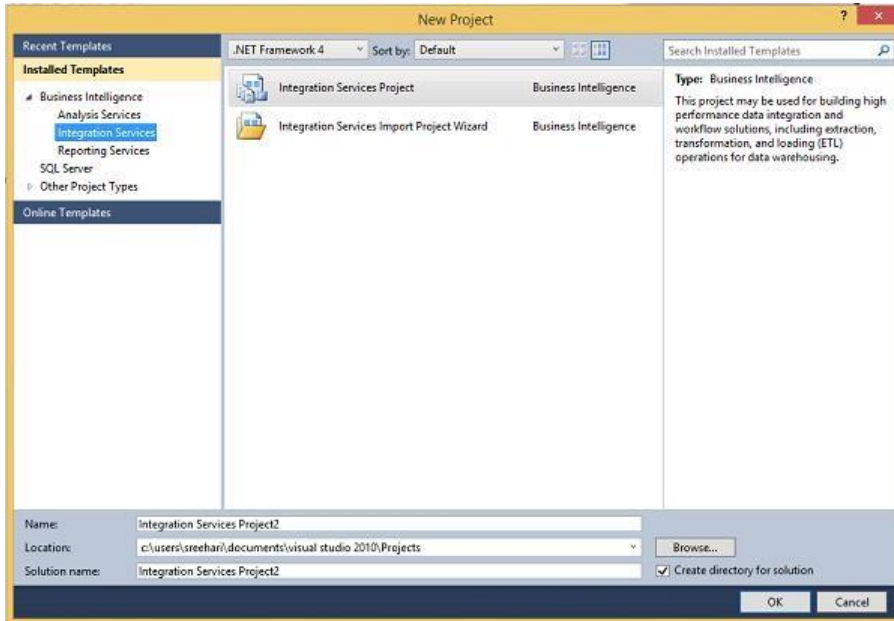 New Project
?
x
Recent Templates
Installed Templates
Business Intelligence
Analysis Services
Integration Services
Reporting Services
SQL Server
Other Project Types
Online Templates
.NET Framework 4
Sort by: Default
Integration Services Project Business Intelligence
Integration Services Import Project Wizard Business Intelligence
Search Installed Templates
Type: Business Intelligence
This project may be used for building high
performance data integration and
workflow solutions, including extraction,
transformation, and loading (ETL)
operations for data warehousing.
Name: Integration Services Project2
Location: c:\users\sreehari\documents\visual studio 2010\Projects
Browse...
Solution name: Integration Services Project2
Create directory for solution
OK
Cancel